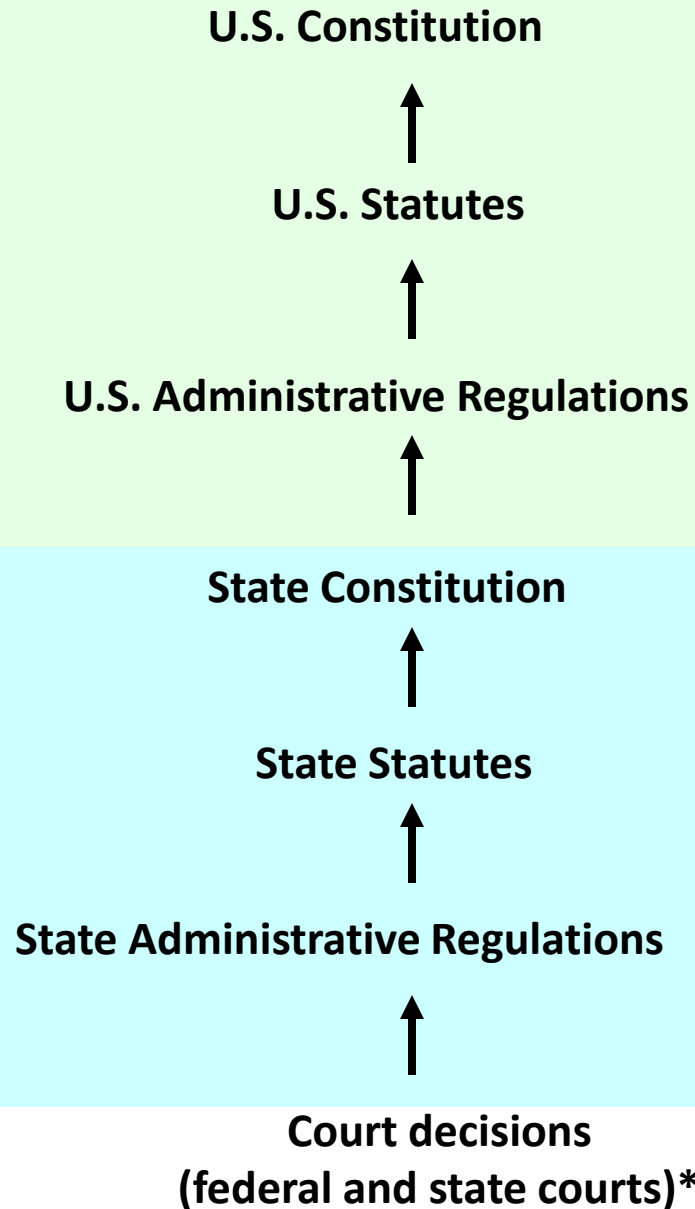 U.S. Constitution
U.S. Statutes
U.S. Administrative Regulations
State Constitution
State Statutes
State Administrative Regulations
Court decisions
(federal and state courts)*